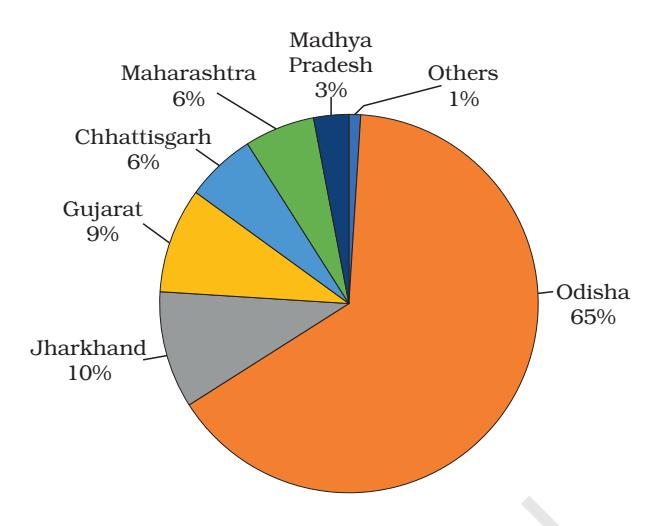 Madhya
Pradesh
3%
Others
1%
Maharashtra
6%
Chhattisgarh
6%
Gujarat
9%
Jharkhand
10%
Odisha
65%